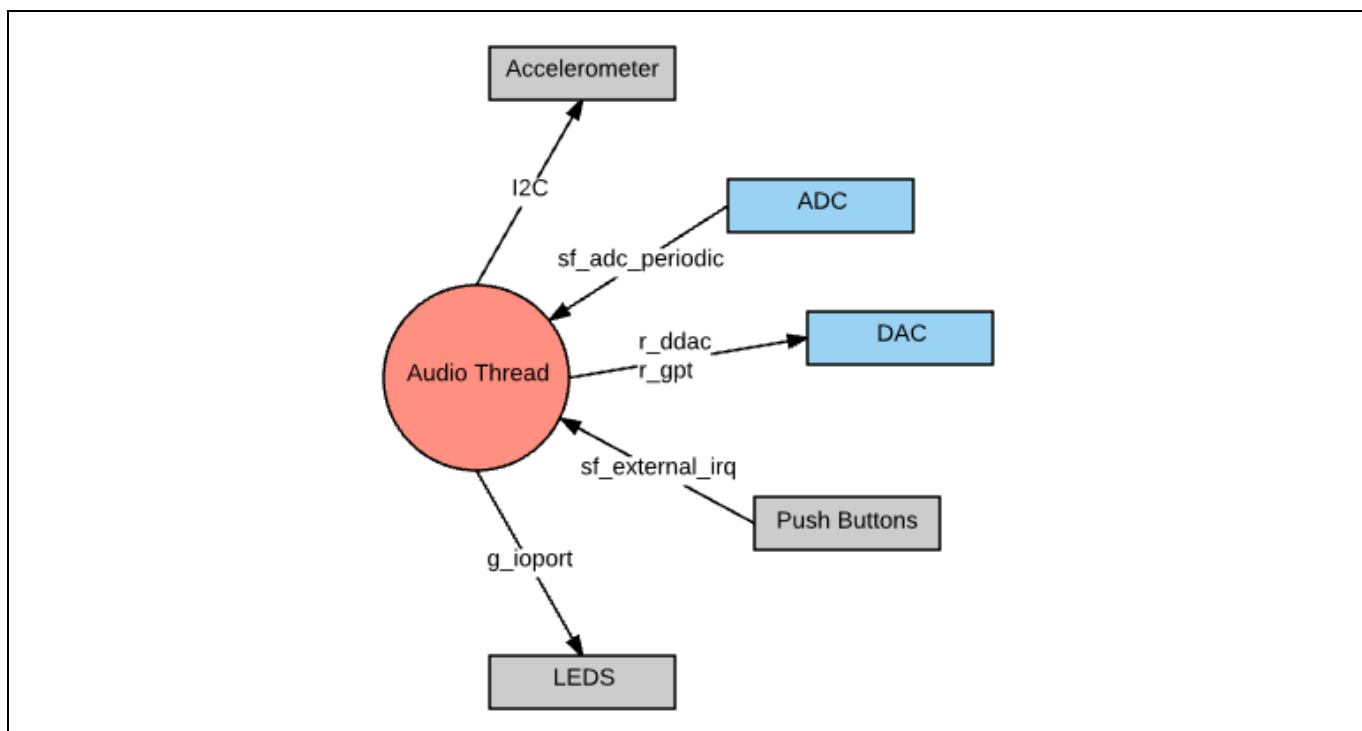 Accelerometer
I2C
ADC
sf_adc_periodic
r_ddac
DAC
r_gpt
Audio Thread
sf_external_irq
Push Buttons
g_ioport
LEDS